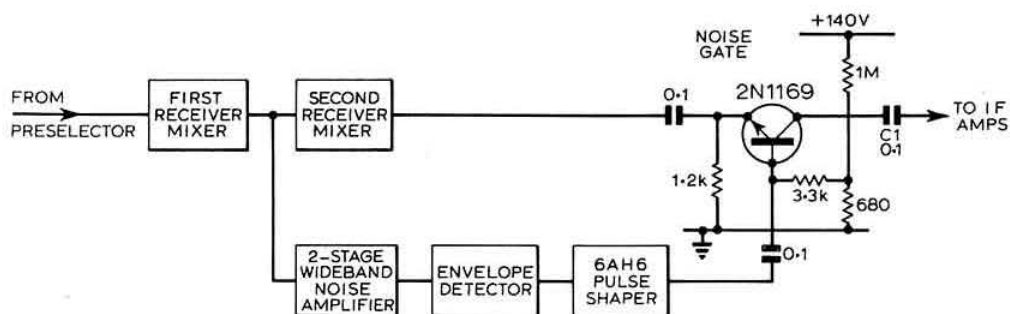 +140V
NOISE
GATE
1M
FROM
PRESELECTOR
FIRST
RECEIVER
MIXER
SECOND
RECEIVER
MIXER
0·1
2N1169
C1
0·1
TO IF
AMPS
1·2k
3·3k
680
0·1
2-STAGE
WIDEBAND
NOISE
AMPLIFIER
ENVELOPE
DETECTOR
6AH6
PULSE
SHAPER